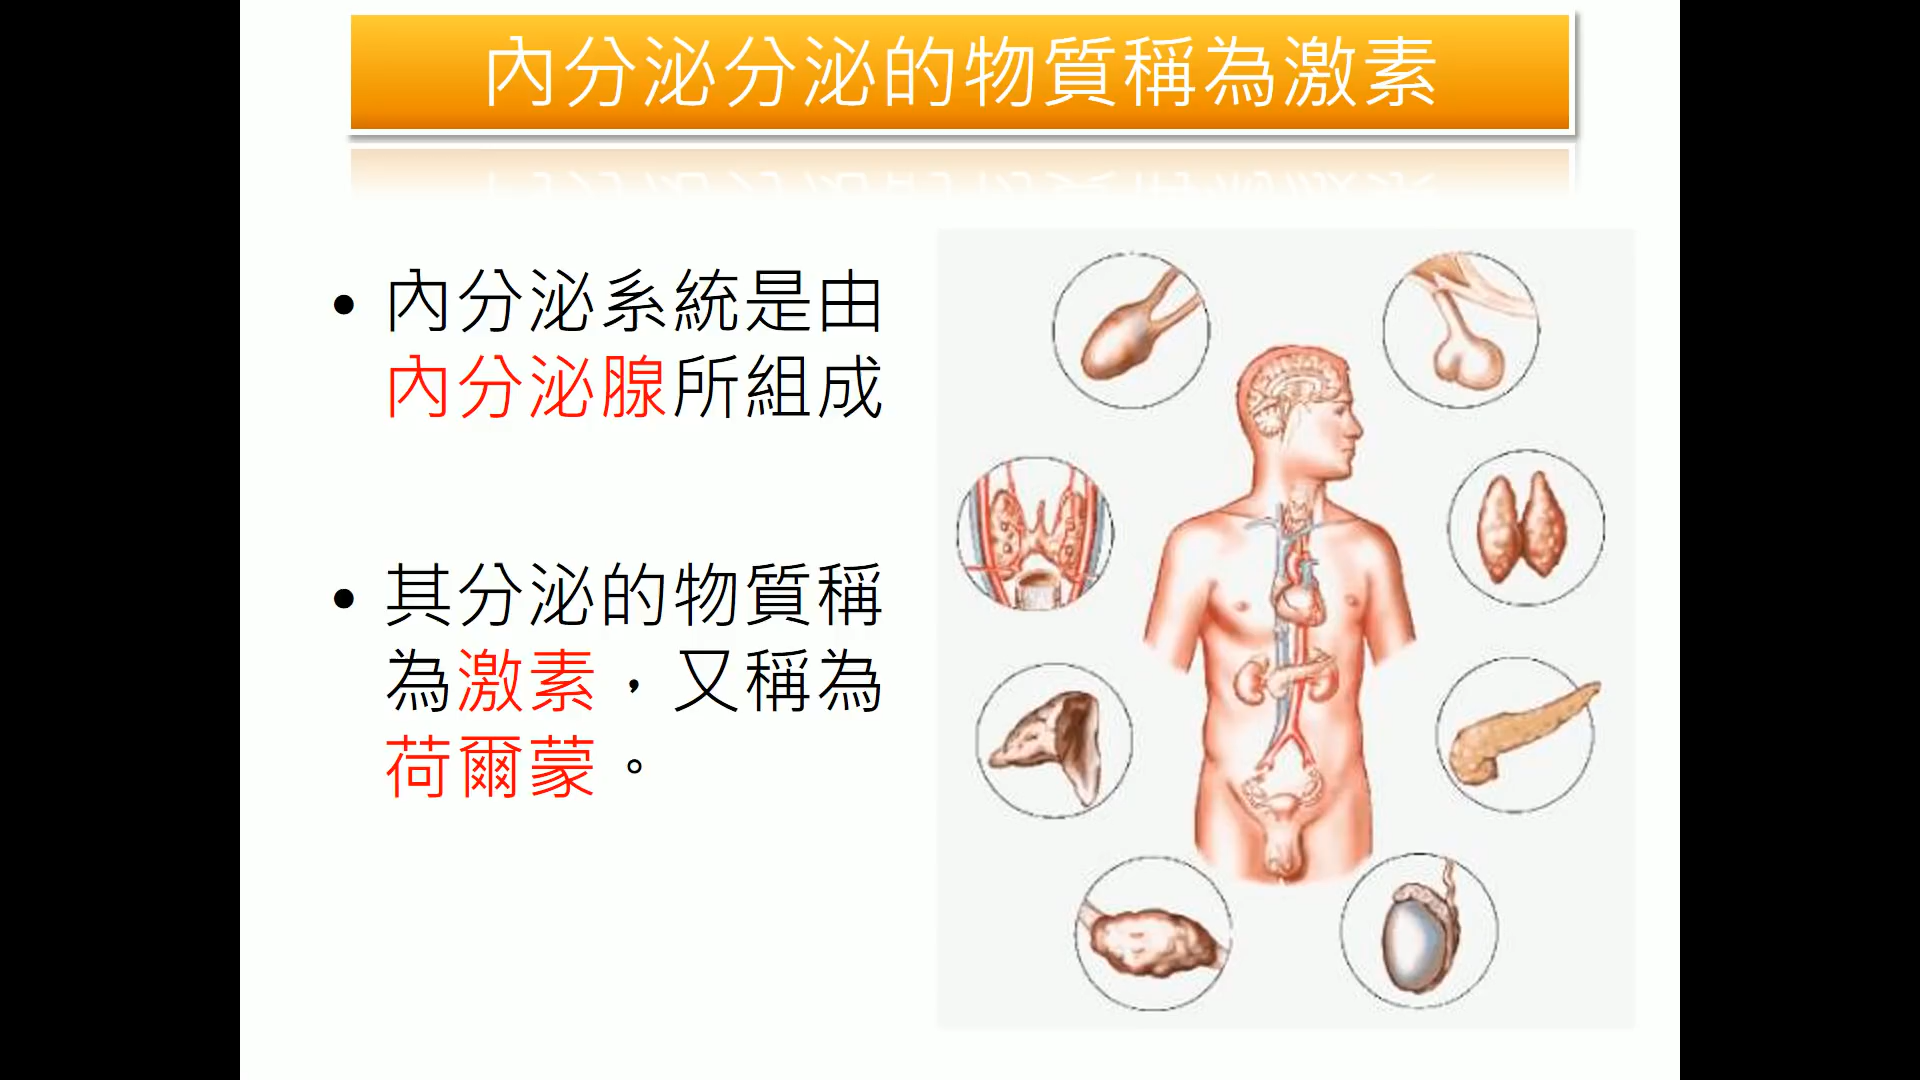 內分泌分泌的物質稱為激素
• 內分泌系統是由
內分泌腺所組成
• 其分泌的物質稱
為激素，又稱為
荷爾蒙。